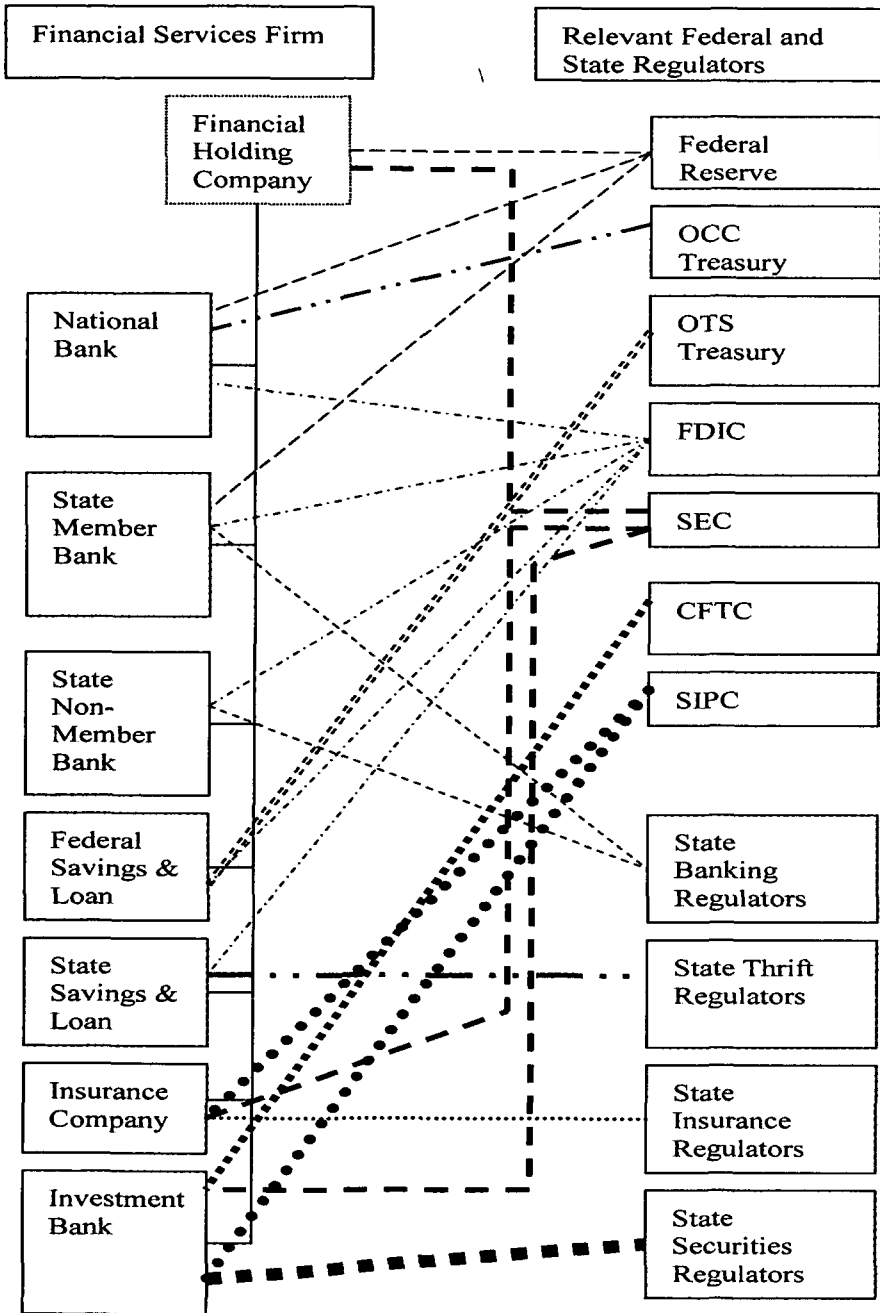 Financial Services Firm
Relevant Federal and
State Regulators
Financial
Holding
Company
National
Bank
State
Member
Bank
State
Non-
Member
Bank
Federal
Savings &
Loan
State
Savings &
Loan
Insurance
Company
Investment
Bank
Federal
Reserve
OCC
Treasury
OTS
Treasury
FDIC
SEC
CFTC
SIPC
State
Banking
Regulators
State Thrift
Regulators
State
Insurance
Regulators
State
Securities
Regulators